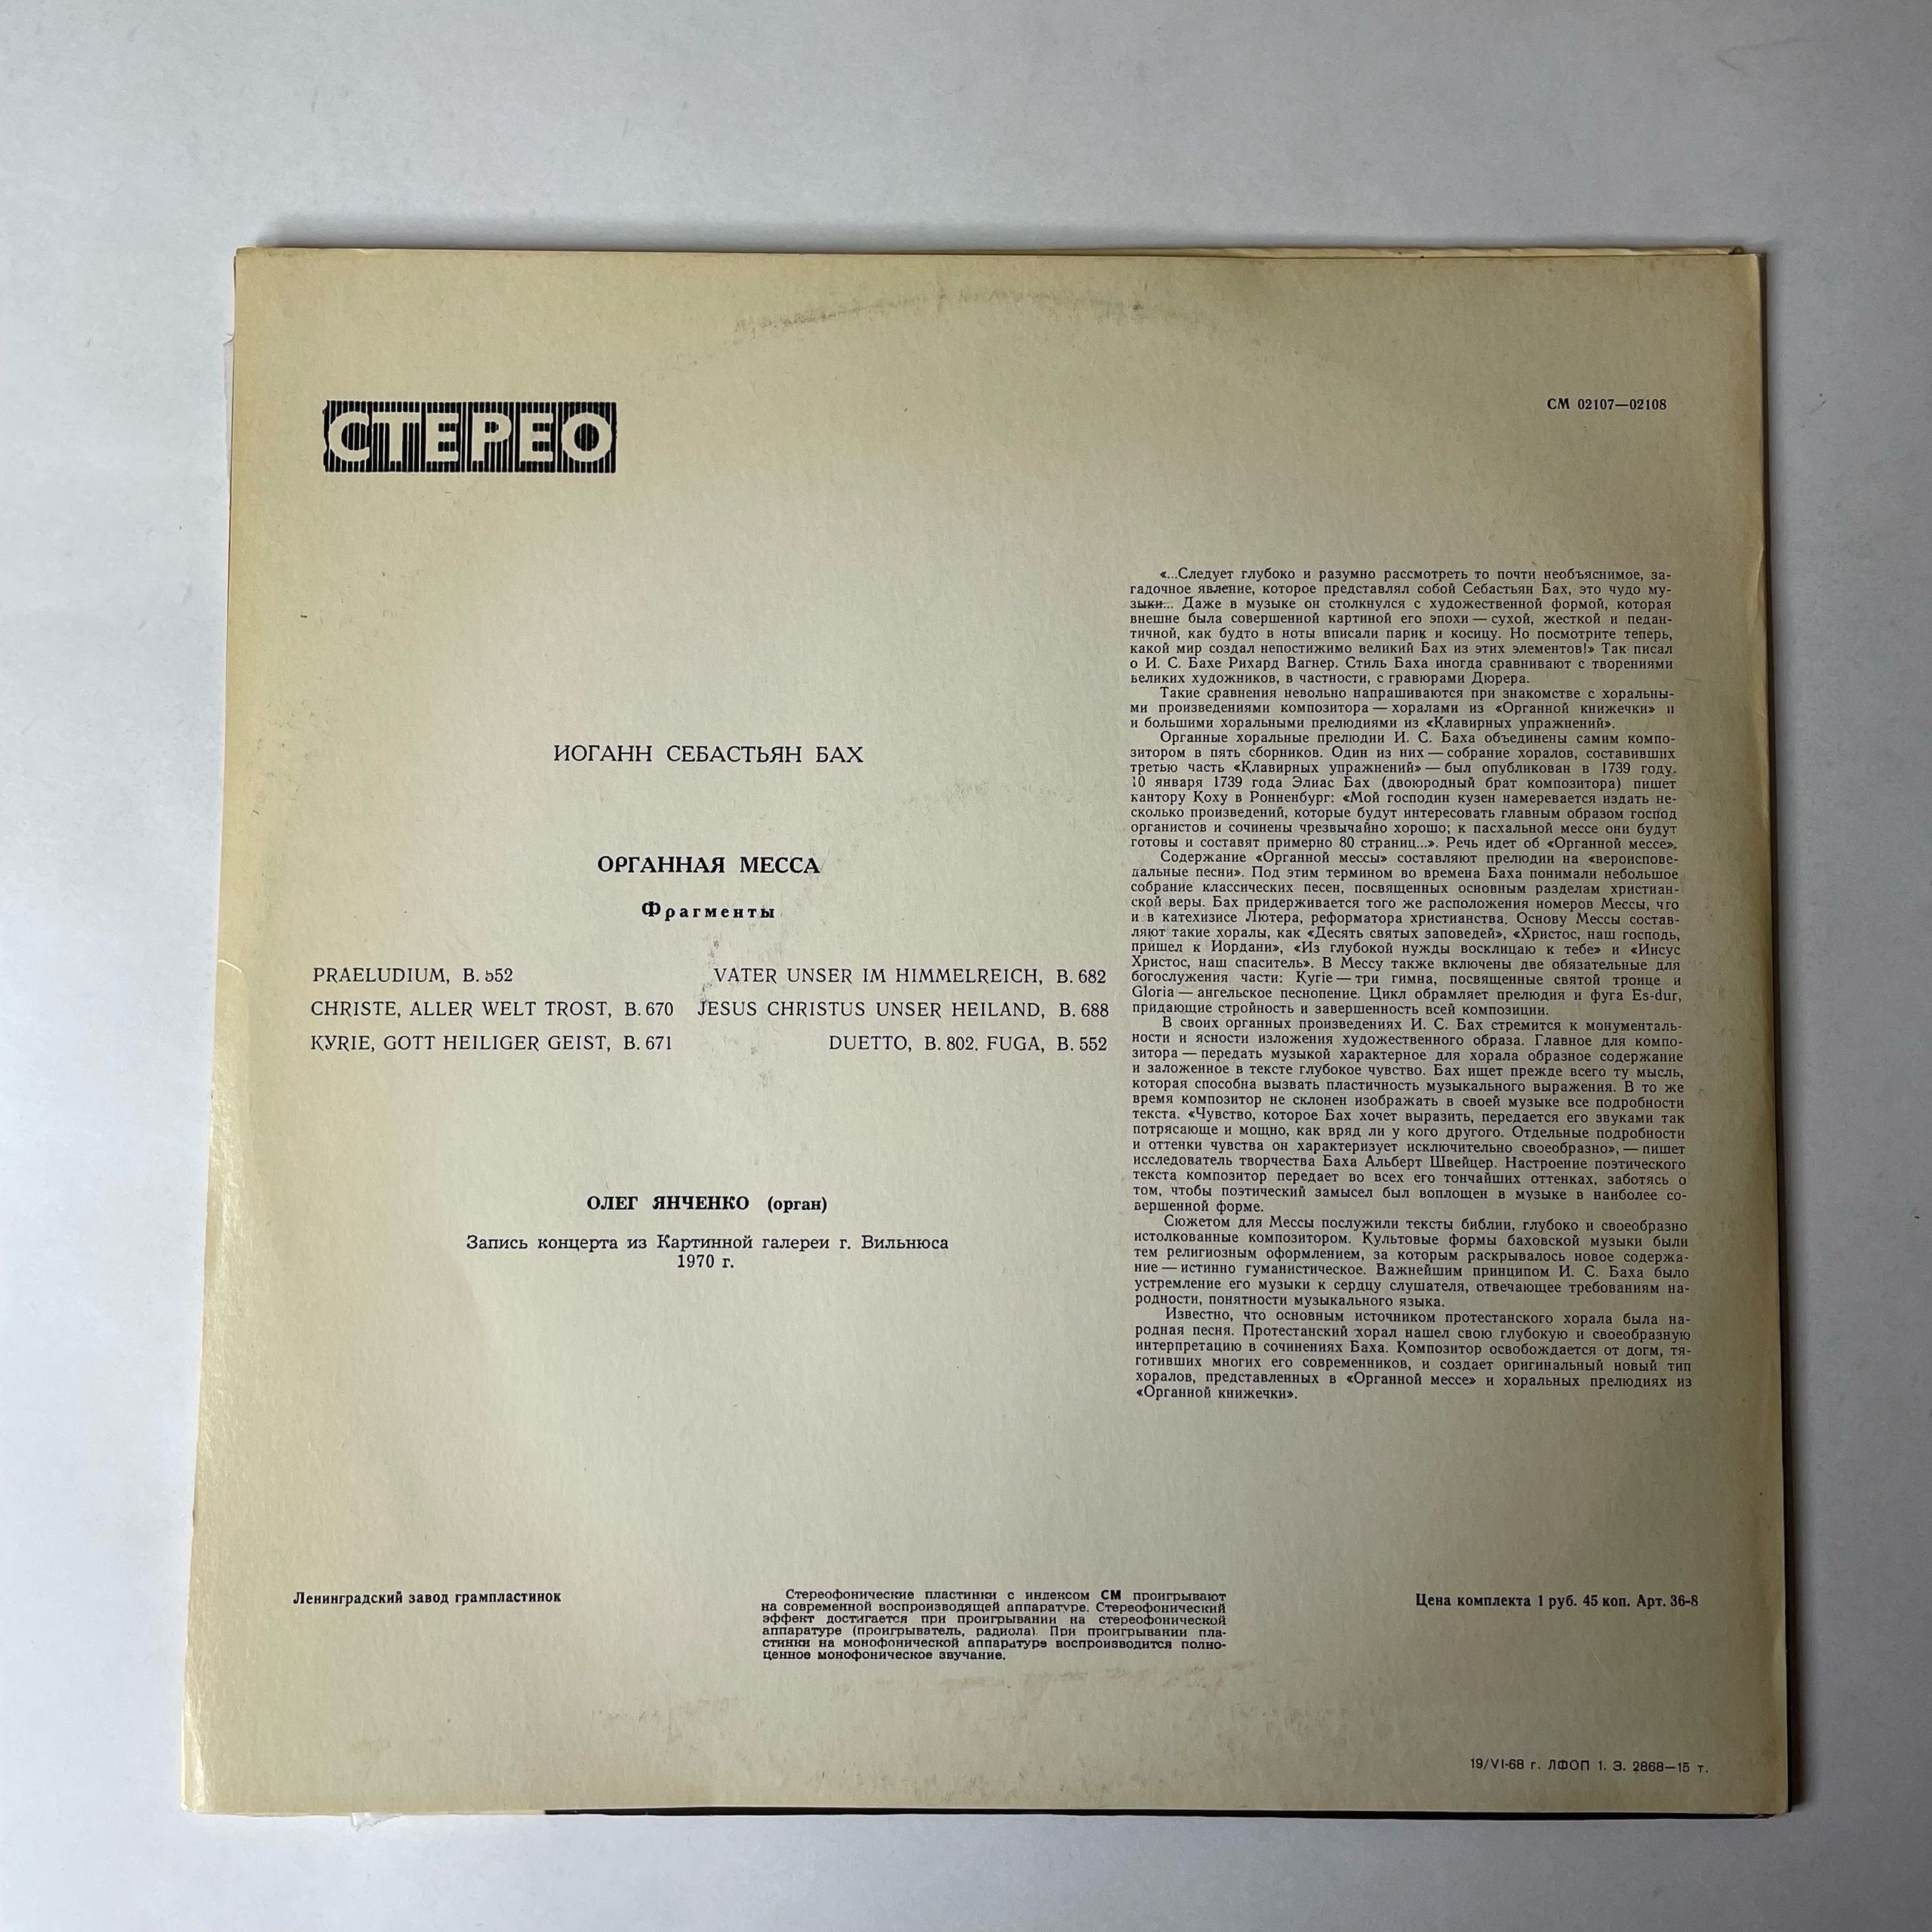 СТЕРЕО
СМ 02107—02108
ИОГАНН СЕБАСТЬЯН БАХ
ОРГАННАЯ МЕССА
Фрагменты
PRAELUDIUM, B. 552
CHRISTE, ALLER WELT TROST, B. 670
KYRIE, GOTT HEILIGER GEIST, B. 671
VATER UNSER IM HIMMELREICH, B. 682
JESUS CHRISTUS UNSER HEILAND, B. 688
DUETTO, B. 802. FUGA, B. 552
ОЛЕГ ЯНЧЕНКО (орган)
Запись концерта из Картинной галереи г. Вильнюса
1970 г.
«...Следует глубоко и разумно рассмотреть то почти необъяснимое, за-
гадочное явление, которое представлял собой Себастьян Бах, это чудо му-
зыки... Даже в музыке он столкнулся с художественной формой, которая
внешне была совершенной картиной его эпохи — сухой, жесткой и педан-
тичной, как будто в ноты вписали парик и косицу. Но посмотрите теперь,
какой мир создал непостижимо великий Бах из этих элементов!» Так писал
о И. С. Бахе Рихард Вагнер. Стиль Баха иногда сравнивают с творениями
великих художников, в частности, с гравюрами Дюрера.
Такие сравнения невольно напрашиваются при знакомстве с хоральны-
ми произведениями композитора — хоралами из «Органной книжечки» и
и большими хоральными прелюдиями из «Клавирных упражнений».
Органные хоральные прелюдии И. С. Баха объединены самим компо-
зитором в пять сборников. Один из них — собрание хоралов, составивших
третью часть «Клавирных упражнений» — был опубликован в 1739 году.
10 января 1739 года Элиас Бах (двоюродный брат композитора) пишет
кантору Коху в Ронненбург: «Мой господин кузен намеревается издать не-
сколько произведений, которые будут интересовать главным образом господ
органистов и сочинены чрезвычайно хорошо; к пасхальной мессе они будут
готовы и составят примерно 80 страниц...». Речь идет об «Органной мессе».
Содержание «Органной мессы» составляют прелюдии на «вероиспове-
дальные песни». Под этим термином во времена Баха понимали небольшое
собрание классических песен, посвященных основным разделам христиан-
ской веры. Бах придерживается того же расположения номеров Мессы, что
и в катехизисе Лютера, реформатора христианства. Основу Мессы состав-
ляют такие хоралы, как «Десять святых заповедей», «Христос, наш господь,
пришел к Иордани», «Из глубокой нужды восклицаю к тебе» и «Иисус
Христос, наш спаситель». В Мессу также включены две обязательные для
богослужения части: Kyrie — три гимна, посвященные святой троице и
Gloria — ангельское песнопение. Цикл обрамляет прелюдия и фуга Es-dur,
придающие стройность и завершенность всей композиции.
В своих органных произведениях И. С. Бах стремится к монументаль-
ности и ясности изложения художественного образа. Главное для компо-
зитора — передать музыкой характерное для хорала образное содержание
и заложенное в тексте глубокое чувство. Бах ищет прежде всего ту мысль,
которая способна вызвать пластичность музыкального выражения. В то же
время композитор не склонен изображать в своей музыке все подробности
текста. «Чувство, которое Бах хочет выразить, передается его звуками так
потрясающе и мощно, как вряд ли у кого другого. Отдельные подробности
и оттенки чувства он характеризует исключительно своеобразно», — пишет
исследователь творчества Баха Альберт Швейцер. Настроение поэтического
текста композитор передает во всех его тончайших оттенках, заботясь о
том, чтобы поэтический замысел был воплощен в музыке в наиболее со-
вершенной форме.
Сюжетом для Мессы послужили тексты библии, глубоко и своеобразно
истолкованные композитором. Культовые формы баховской музыки были
тем религиозным оформлением, за которым раскрывалось новое содержа-
ние — истинно гуманистическое. Важнейшим принципом И. С. Баха было
устремление его музыки к сердцу слушателя, отвечающее требованиям на-
родности, понятности музыкального языка.
Известно, что основным источником протестанского хорала была на-
родная песня. Протестанский хорал нашел свою глубокую и своеобразную
интерпретацию в сочинениях Баха. Композитор освобождается от догм, тя-
готивших многих его современников, и создает оригинальный новый тип
хоралов, представленных в «Органной мессе» и хоральных прелюдиях из
«Органной книжечки».
Ленинградский завод грампластинок
Стереофонические пластинки с индексом СМ проигрывают
на современной воспроизводящей аппаратуре. Стереофонический
эффект достигается при проигрывании на стереофонической
аппаратуре (проигрыватель, радиола). При проигрывании пла-
стинки на монофонической аппаратуре воспроизводится полно-
ценное монофоническое звучание.
Цена комплекта 1 руб. 45 коп. Арт. 36-8
19/VI-68 г. ЛФОП 1. З. 2868—15 т.